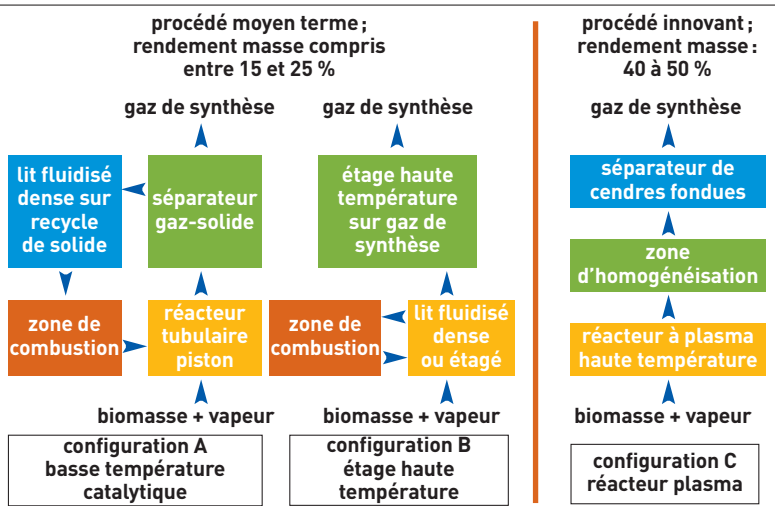 procédé moyen terme ;
rendement masse compris
entre 15 et 25 %
gaz de synthèse
lit fluidisé
dense sur
recycle
de solide
séparateur
gaz-solide
zone de
combustion
réacteur
tubulaire
piston
biomasse + vapeur
configuration A
basse température
catalytique
gaz de synthèse
étage haute
température
sur gaz de
synthèse
zone de
combustion
lit fluidisé
dense
ou étagé
biomasse + vapeur
configuration B
étage haute
température
procédé innovant ;
rendement masse :
40 à 50 %
gaz de synthèse
séparateur de
cendres fondues
zone
d'homogénéisation
réacteur à plasma
haute température
biomasse + vapeur
configuration C
réacteur plasma